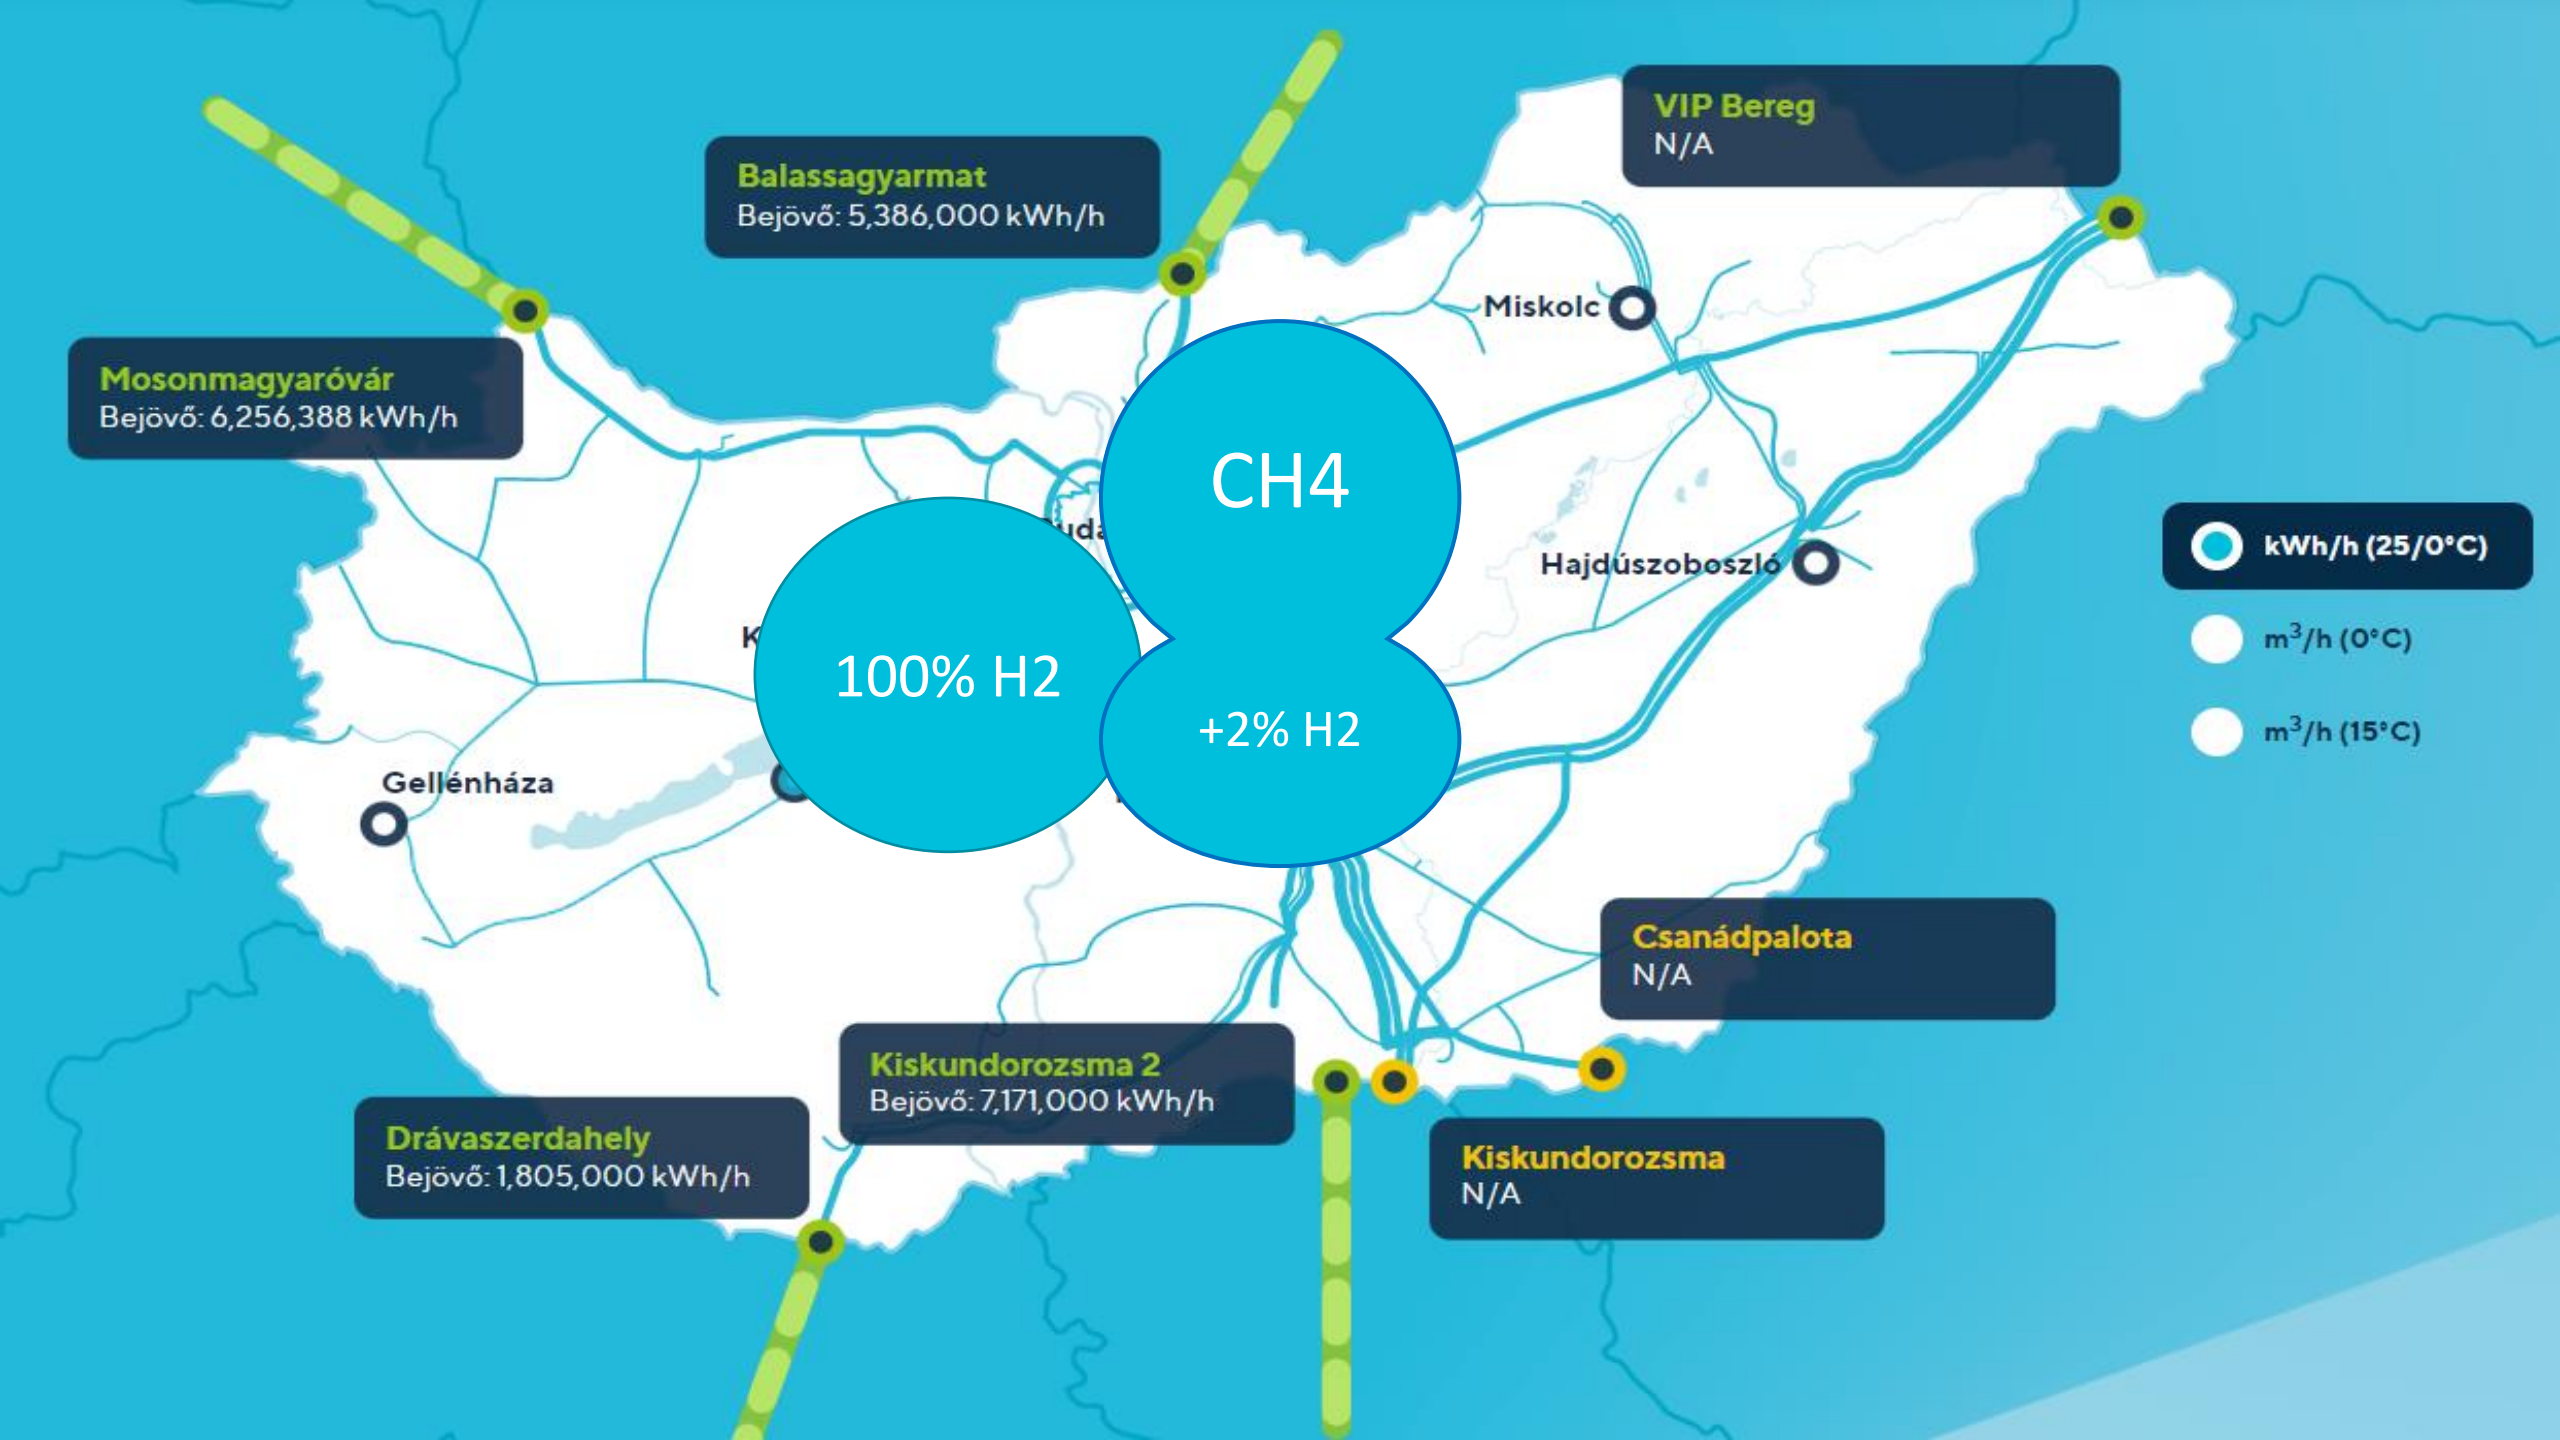 VIP Bereg
N/A
Balassagyarmat
Bejövő: 5,386,000 kWh/h
Miskolc
Mosonmagyaróvár
Bejövő: 6,256,388 kWh/h
CH4
kWh/h (25/0°C)
Hajdúszoboszló
m³/h (0°C)
100% H2
+2% H2
m³/h (15°C)
Gellénháza
Csanádpalota
N/A
Kiskundorozsma 2
Bejövő: 7,171,000 kWh/h
Drávaszerdahely
Bejövő: 1,805,000 kWh/h
Kiskundorozsma
N/A